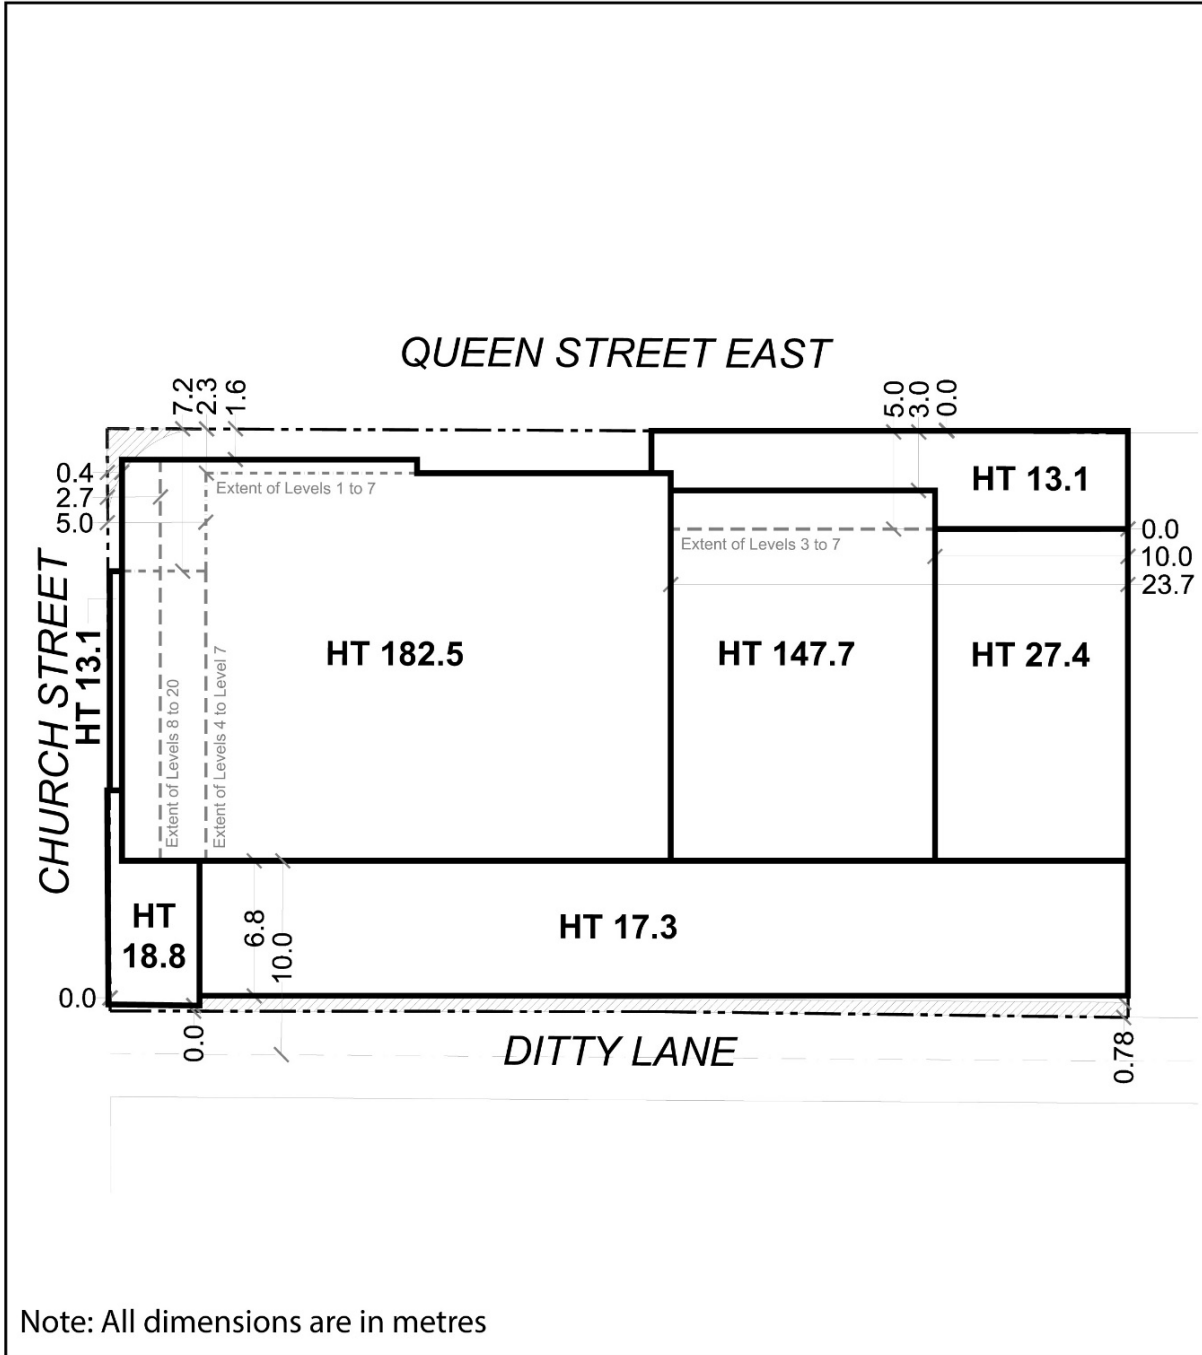 QUEEN STREET EAST
7.2
2.3
1.6
5.0
3.0
0.0
0.4
2.7
5.0
Extent of Levels 1 to 7
HT 13.1
Extent of Levels 3 to 7
0.0
10.0
23.7
CHURCH STREET
HT 13.1
Extent of Levels 8 to 20
Extent of Levels 4 to Level 7
HT 182.5
HT 147.7
HT 27.4
HT
18.8
6.8
10.0
HT 17.3
0.0
0.0
DITTY LANE
0.78
Note: All dimensions are in metres